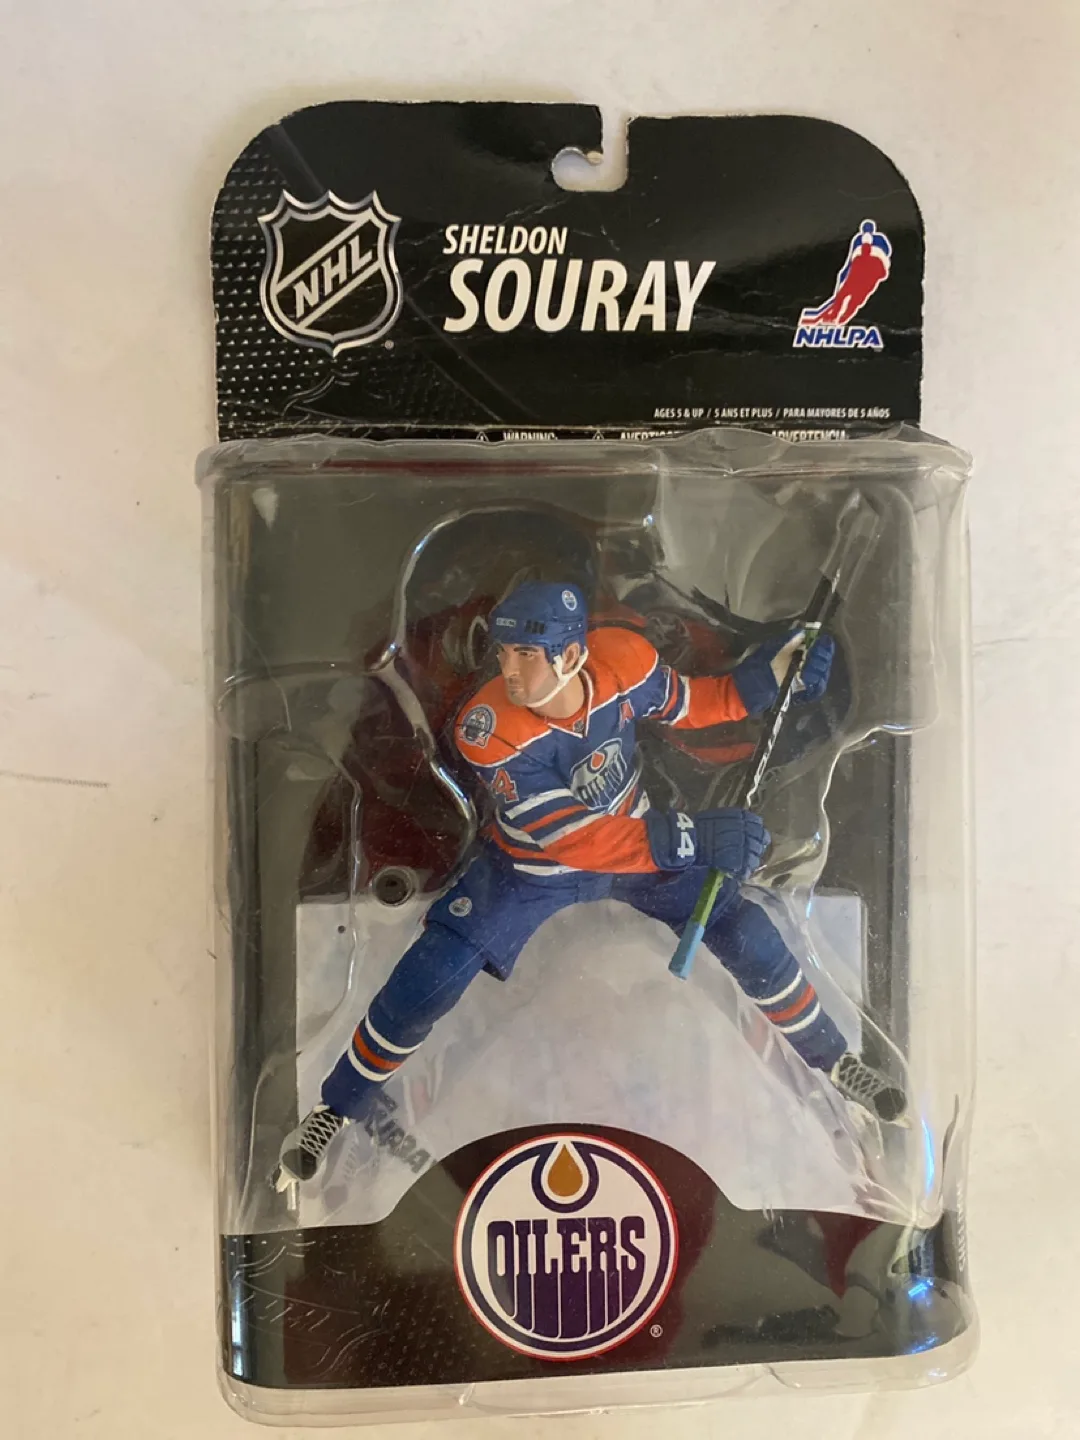 NHL
SHELDON
SOURAY
NHLPA
AGES 5 & UP / 5 ANS ET PLUS / PARA MAYORES DE 5 AÑOS
WARNING:
A
44
OILERS
®